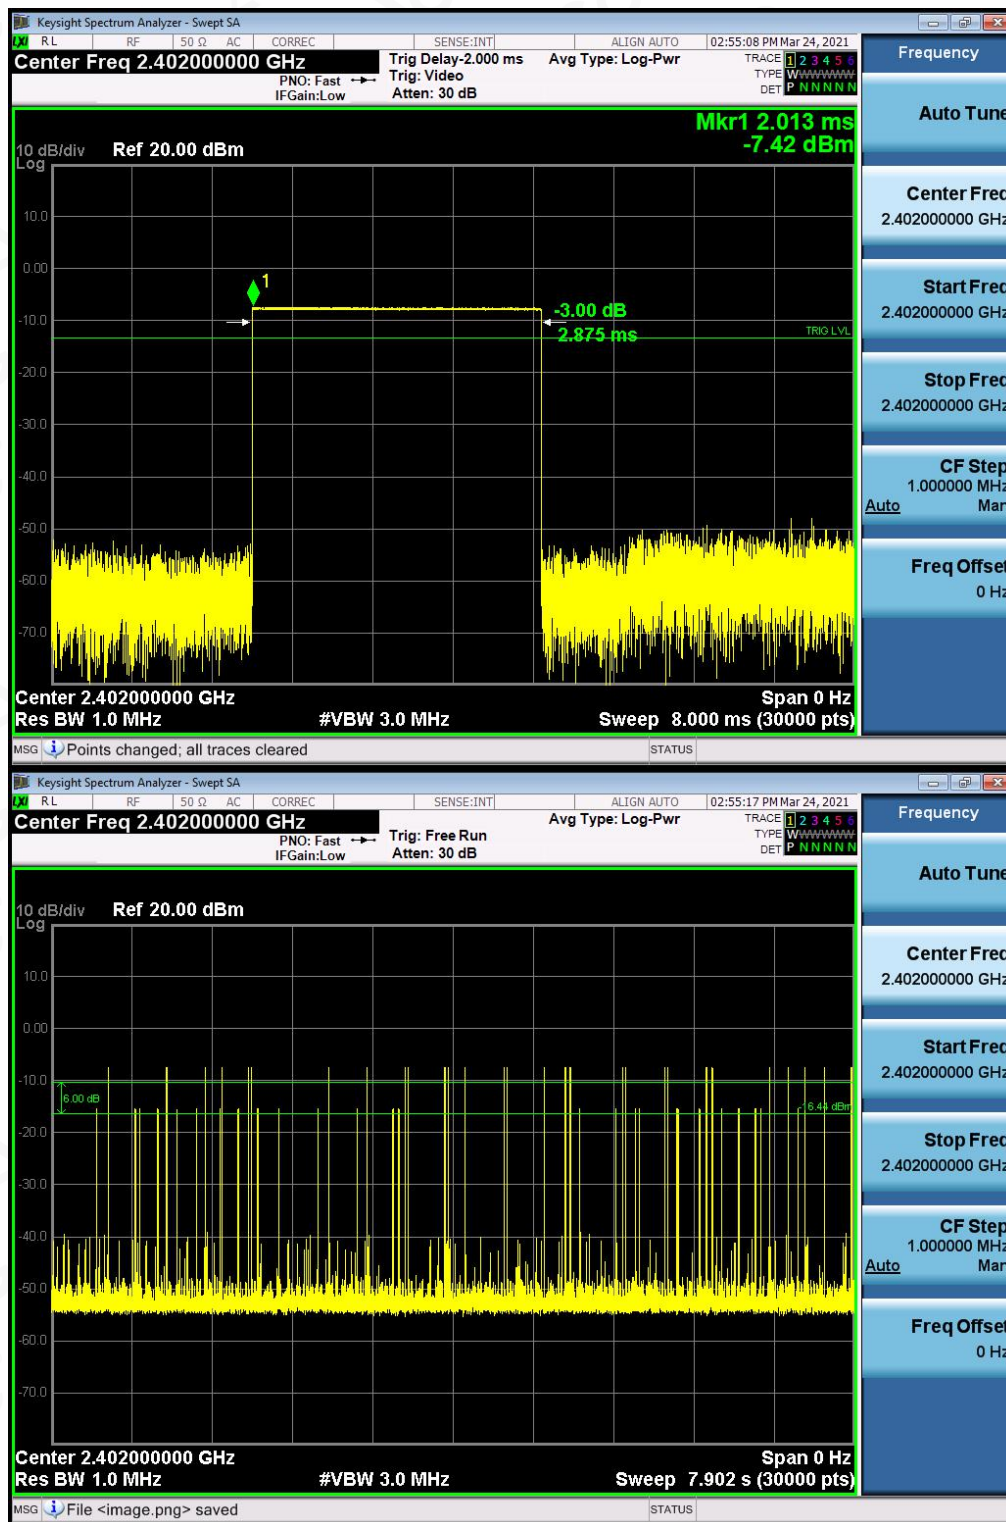 Keysight Spectrum Analyzer - Swept SA
LXI RL RF 50 Ω AC CORREC SENSE:INT ALIGN AUTO 02:55:08 PM Mar 24, 2021
Center Freq 2.402000000 GHz
PNO: Fast
IFGain:Low
Trig Delay-2.000 ms
Trig: Video
Atten: 30 dB
Avg Type: Log-Pwr
TRACE 1 2 3 4 5 6
TYPE WWWWWWW
DET P N N N N N
Mkr1 2.013 ms
-7.42 dBm
10 dB/div Ref 20.00 dBm
Log
10.0
0.00
-10.0
-20.0
-30.0
-40.0
-50.0
-60.0
-70.0
1
-3.00 dB
2.875 ms
TRIG LVL
Center 2.402000000 GHz Span 0 Hz
Res BW 1.0 MHz #VBW 3.0 MHz Sweep 8.000 ms (30000 pts)
MSG Points changed; all traces cleared STATUS
Frequency
Auto Tune
Center Freq
2.402000000 GHz
Start Freq
2.402000000 GHz
Stop Freq
2.402000000 GHz
CF Step
1.000000 MHz
Auto Man
Freq Offset
0 Hz
Keysight Spectrum Analyzer - Swept SA
LXI RL RF 50 Ω AC CORREC SENSE:INT ALIGN AUTO 02:55:17 PM Mar 24, 2021
Center Freq 2.402000000 GHz
PNO: Fast
IFGain:Low
Trig: Free Run
Atten: 30 dB
Avg Type: Log-Pwr
TRACE 1 2 3 4 5 6
TYPE WWWWWWW
DET P N N N N N
10 dB/div Ref 20.00 dBm
Log
10.0
0.00
-10.0
-20.0
-30.0
-40.0
-50.0
-60.0
-70.0
6.00 dB
-16.44 dBm
Center 2.402000000 GHz Span 0 Hz
Res BW 1.0 MHz #VBW 3.0 MHz Sweep 7.902 s (30000 pts)
MSG File <image.png> saved STATUS
Frequency
Auto Tune
Center Freq
2.402000000 GHz
Start Freq
2.402000000 GHz
Stop Freq
2.402000000 GHz
CF Step
1.000000 MHz
Auto Man
Freq Offset
0 Hz